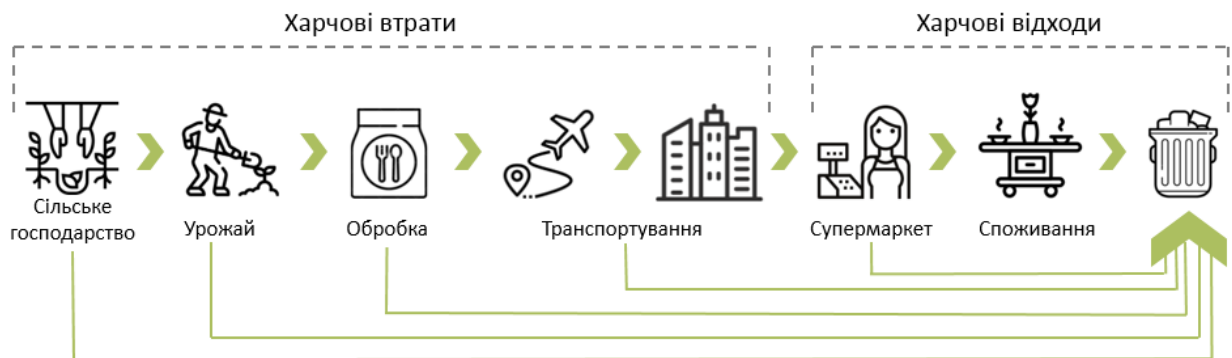 Харчові втрати
Харчові відходи
Сільське
господарство
Урожай
Обробка
Транспортування
Супермаркет
Споживання